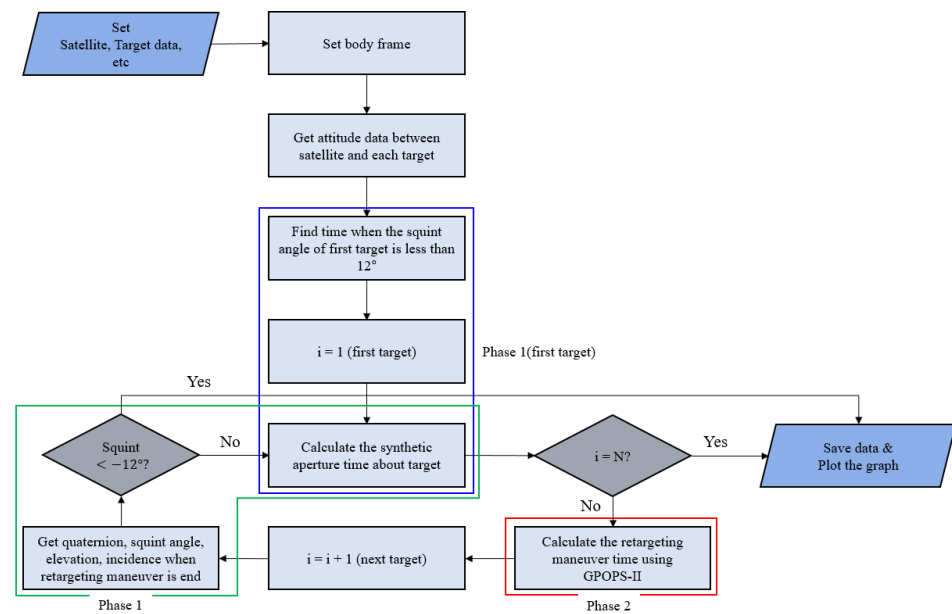 Set
Satellite, Target data,
etc
Set body frame
Get attitude data between
satellite and each target
Find time when the squint
angle of first target is less than
12°
i = 1 (first target)
Phase 1(first target)
Yes
Squint
< −12°?
No
Calculate the synthetic
aperture time about target
i = N?
Yes
Save data &
Plot the graph
No
Get quaternion, squint angle,
elevation, incidence when
retargeting maneuver is end
i = i + 1 (next target)
Calculate the retargeting
maneuver time using
GPOPS-II
Phase 1
Phase 2